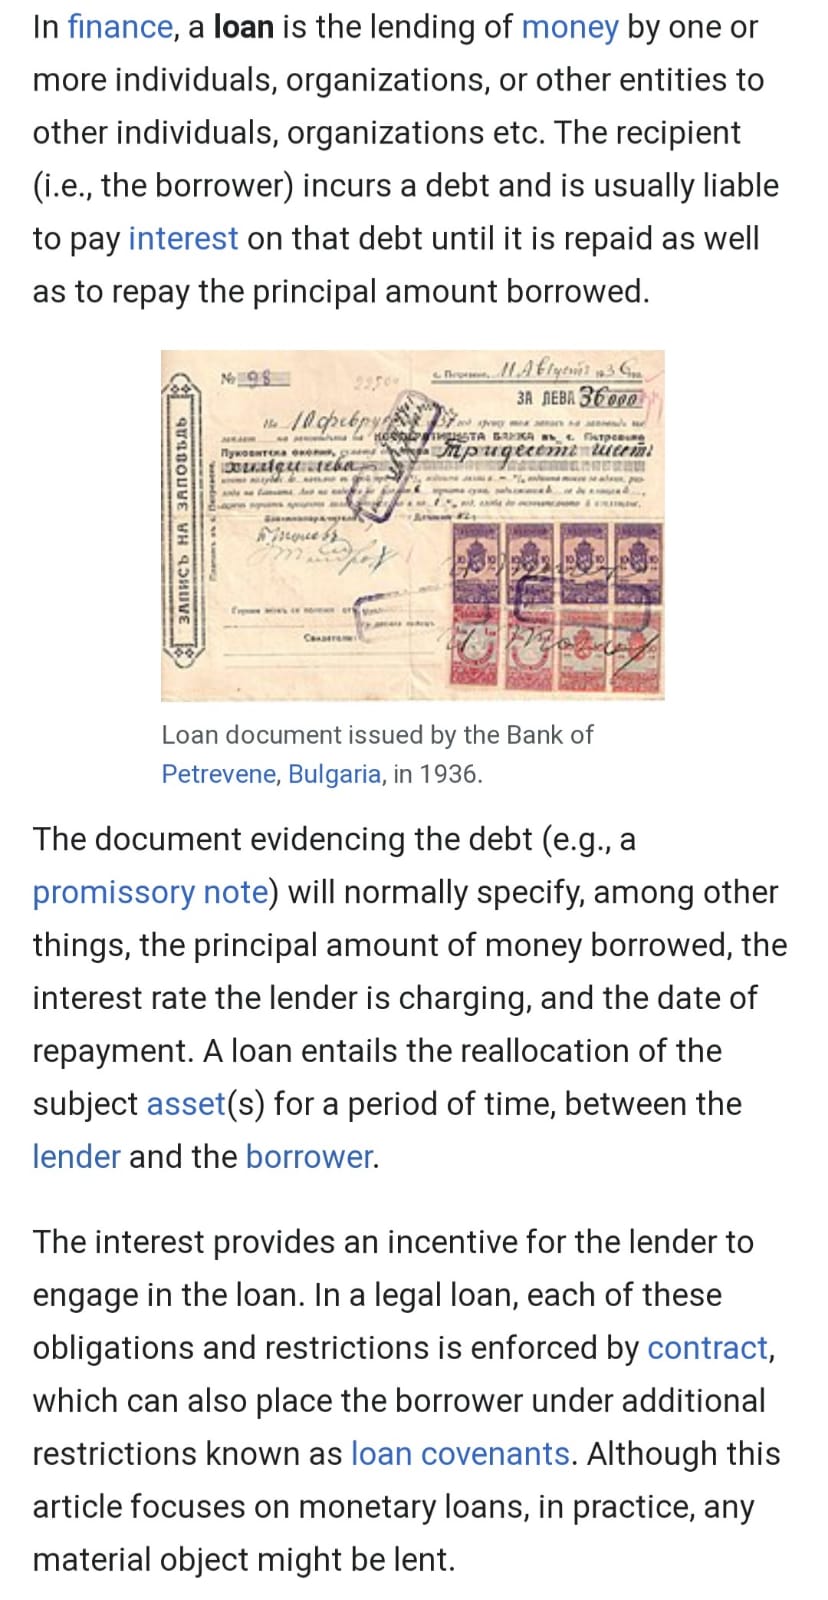 In finance, a loan is the lending of money by one or
more individuals, organizations, or other entities to
other individuals, organizations etc. The recipient
(i.e., the borrower) incurs a debt and is usually liable
to pay interest on that debt until it is repaid as well
as to repay the principal amount borrowed.
№ 98
ЗА ЛЕВА 36000
ЗАПИСЬ НА ЗАПОВѢДЬ
Тридесетъ
Loan document issued by the Bank of
Petrevene, Bulgaria, in 1936.
The document evidencing the debt (e.g., a
promissory note) will normally specify, among other
things, the principal amount of money borrowed, the
interest rate the lender is charging, and the date of
repayment. A loan entails the reallocation of the
subject asset(s) for a period of time, between the
lender and the borrower.
The interest provides an incentive for the lender to
engage in the loan. In a legal loan, each of these
obligations and restrictions is enforced by contract,
which can also place the borrower under additional
restrictions known as loan covenants. Although this
article focuses on monetary loans, in practice, any
material object might be lent.